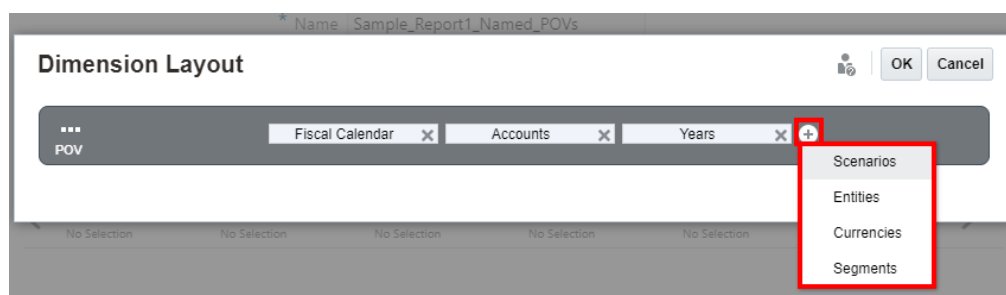 * Name Sample_Report1_Named_POVs
Dimension Layout
OK Cancel
POV
Fiscal Calendar Accounts Years
Scenarios
Entities
Currencies
Segments
No Selection No Selection No Selection No Selection No Selection